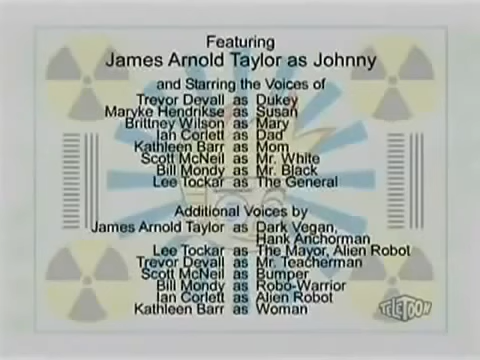 Featuring
James Arnold Taylor as Johnny
and Starring the Voices of
Trevor Devall as Dukey
Maryke Hendrikse as Susan
Brittney Wilson as Mary
Ian Corlett as Dad
Kathleen Barr as Mom
Scott McNeil as Mr. White
Bill Mondy as Mr. Black
Lee Tockar as The General
Additional Voices by
James Arnold Taylor as Dark Vegan,
Hank Anchorman
Lee Tockar as The Mayor, Alien Robot
Trevor Devall as Mr. Teacherman
Scott McNeil as Bumper
Bill Mondy as Robo-Warrior
Ian Corlett as Alien Robot
Kathleen Barr as Woman
TELETOON